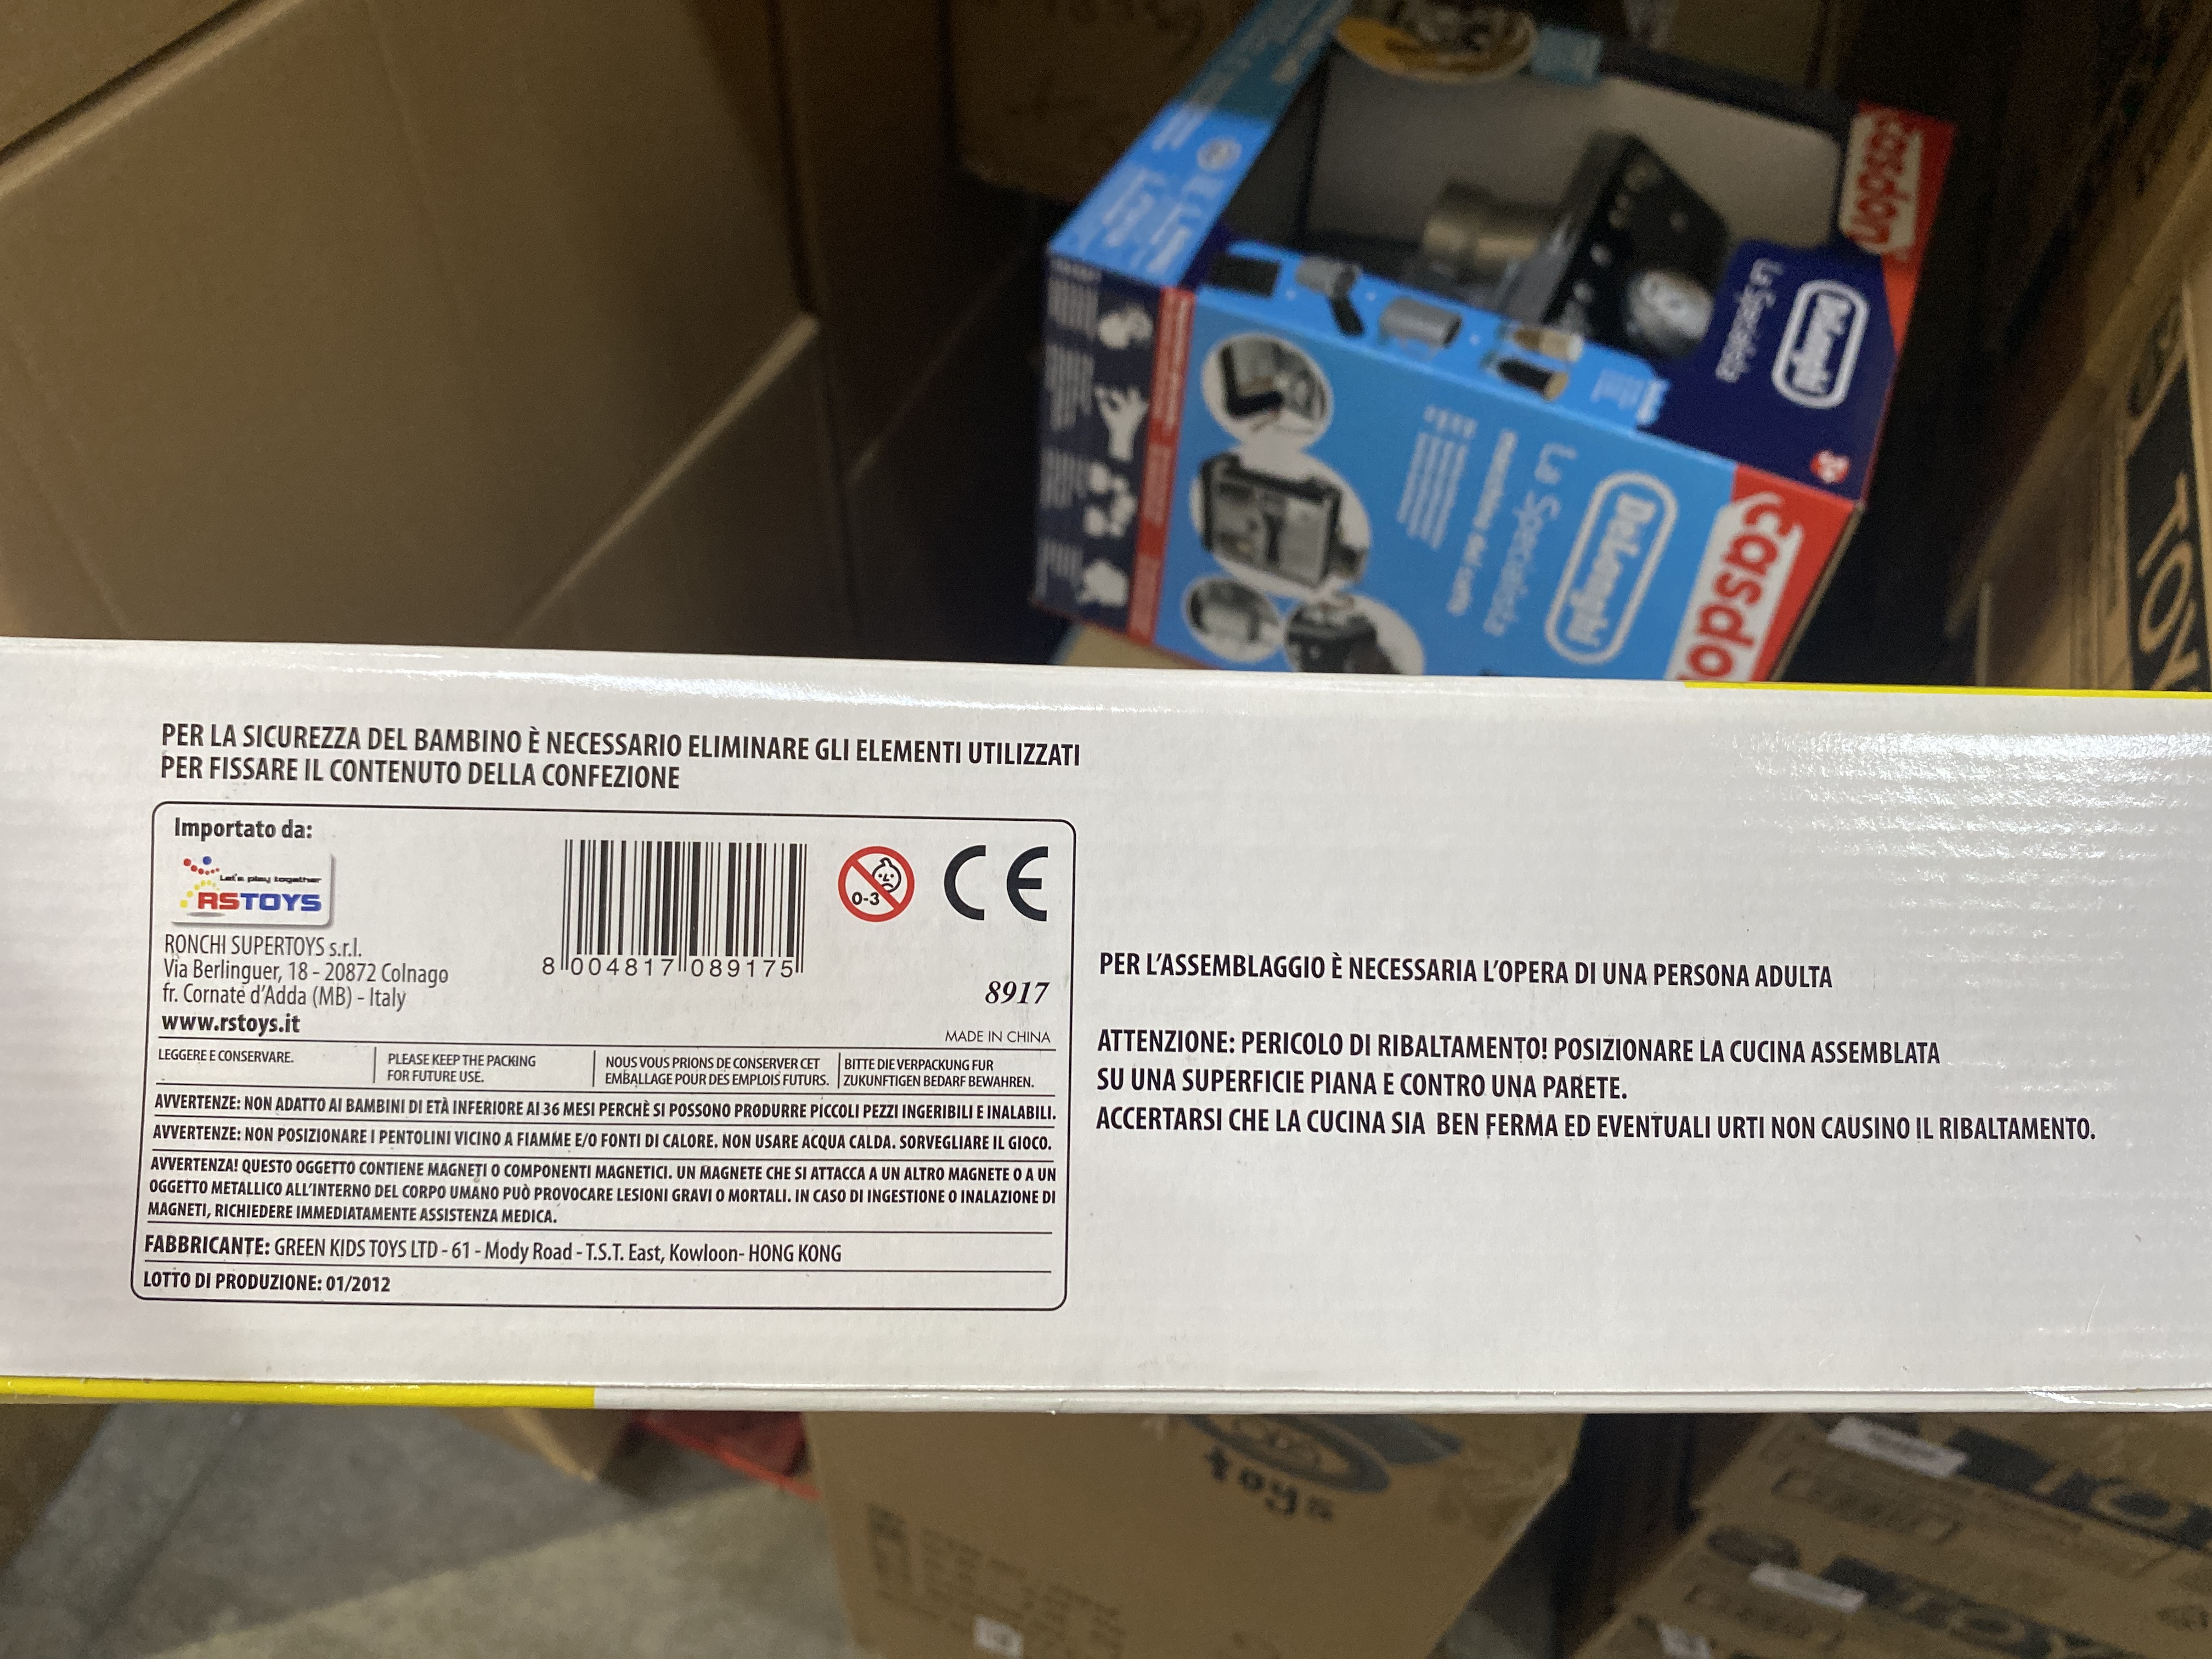 Casdon
DeLonghi
La Specialista
3+
DeLonghi
La Specialista
macchina del caffè
Casdo
TOY
PER LA SICUREZZA DEL BAMBINO È NECESSARIO ELIMINARE GLI ELEMENTI UTILIZZATI
PER FISSARE IL CONTENUTO DELLA CONFEZIONE
Importato da:
Let's play together
RSTOYS
RONCHI SUPERTOYS s.r.l.
Via Berlinguer, 18 - 20872 Colnago
fr. Cornate d'Adda (MB) - Italy
www.rstoys.it
8 004817 089175
0-3
CE
8917
MADE IN CHINA
LEGGERE E CONSERVARE.
PLEASE KEEP THE PACKING
FOR FUTURE USE.
NOUS VOUS PRIONS DE CONSERVER CET
EMBALLAGE POUR DES EMPLOIS FUTURS.
BITTE DIE VERPACKUNG FUR
ZUKUNFTIGEN BEDARF BEWAHREN.
AVVERTENZE: NON ADATTO AI BAMBINI DI ETÀ INFERIORE AI 36 MESI PERCHÈ SI POSSONO PRODURRE PICCOLI PEZZI INGERIBILI E INALABILI.
AVVERTENZE: NON POSIZIONARE I PENTOLINI VICINO A FIAMME E/O FONTI DI CALORE. NON USARE ACQUA CALDA. SORVEGLIARE IL GIOCO.
AVVERTENZA! QUESTO OGGETTO CONTIENE MAGNETI O COMPONENTI MAGNETICI. UN MAGNETE CHE SI ATTACCA A UN ALTRO MAGNETE O A UN
OGGETTO METALLICO ALL'INTERNO DEL CORPO UMANO PUÒ PROVOCARE LESIONI GRAVI O MORTALI. IN CASO DI INGESTIONE O INALAZIONE DI
MAGNETI, RICHIEDERE IMMEDIATAMENTE ASSISTENZA MEDICA.
FABBRICANTE: GREEN KIDS TOYS LTD - 61 - Mody Road - T.S.T. East, Kowloon- HONG KONG
LOTTO DI PRODUZIONE: 01/2012
PER L'ASSEMBLAGGIO È NECESSARIA L'OPERA DI UNA PERSONA ADULTA
ATTENZIONE: PERICOLO DI RIBALTAMENTO! POSIZIONARE LA CUCINA ASSEMBLATA
SU UNA SUPERFICIE PIANA E CONTRO UNA PARETE.
ACCERTARSI CHE LA CUCINA SIA BEN FERMA ED EVENTUALI URTI NON CAUSINO IL RIBALTAMENTO.
toys